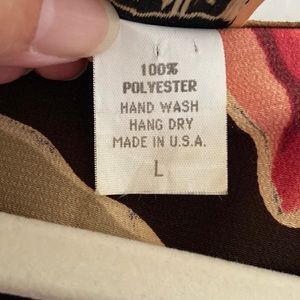 100%
POLYESTER
HAND WASH
HANG DRY
MADE IN U.S.A.
L